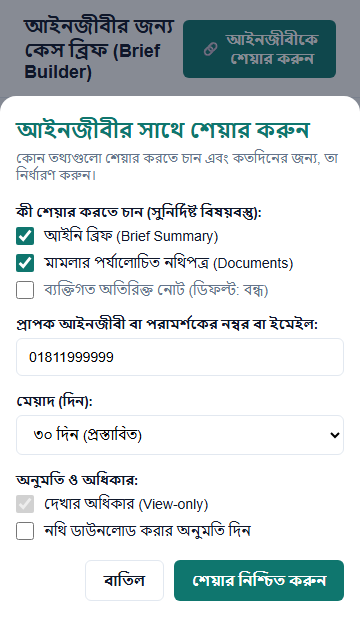 আইনজীবীর জন্য
কেস ব্রিফ (Brief
Builder)
আইনজীবীকে
শেয়ার করুন
আইনজীবীর সাথে শেয়ার করুন
কোন তথ্যগুলো শেয়ার করতে চান এবং কতদিনের জন্য, তা
নির্ধারণ করুন।
কী শেয়ার করতে চান (সুনির্দিষ্ট বিষয়বস্তু):
আইনি ব্রিফ (Brief Summary)
মামলার পর্যালোচিত নথিপত্র (Documents)
ব্যক্তিগত অতিরিক্ত নোট (ডিফল্ট: বন্ধ)
প্রাপক আইনজীবী বা পরামর্শকের নম্বর বা ইমেইল:
01811999999
মেয়াদ (দিন):
৩০ দিন (প্রস্তাবিত)
অনুমতি ও অধিকার:
দেখার অধিকার (View-only)
নথি ডাউনলোড করার অনুমতি দিন
বাতিল
শেয়ার নিশ্চিত করুন